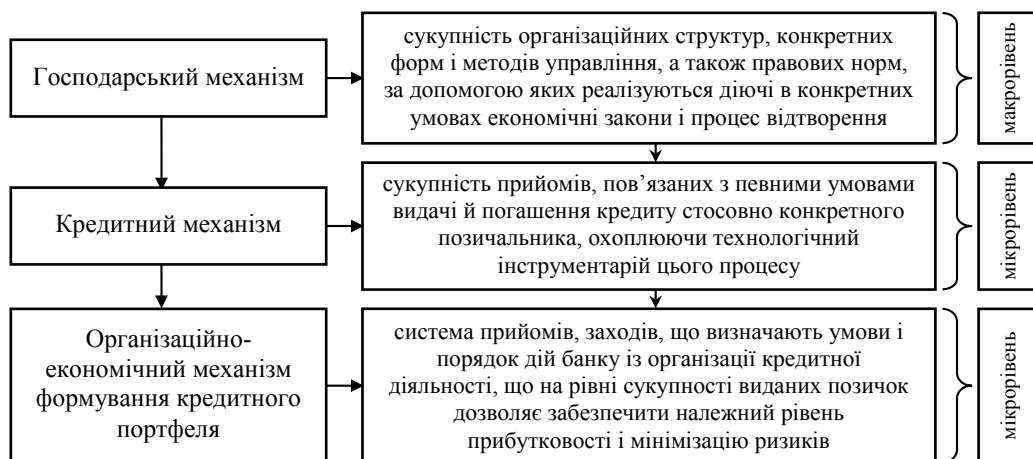 Господарський механізм
сукупність організаційних структур, конкретних
форм і методів управління, а також правових норм,
за допомогою яких реалізуються діючі в конкретних
умовах економічні закони і процес відтворення
макрорівень
Кредитний механізм
сукупність прийомів, пов’язаних з певними умовами
видачі й погашення кредиту стосовно конкретного
позичальника, охоплюючи технологічний
інструментарій цього процесу
мікрорівень
Організаційно-
економічний механізм
формування кредитного
портфеля
система прийомів, заходів, що визначають умови і
порядок дій банку із організації кредитної
діяльності, що на рівні сукупності виданих позичок
дозволяє забезпечити належний рівень
прибутковості і мінімізацію ризиків
мікрорівень